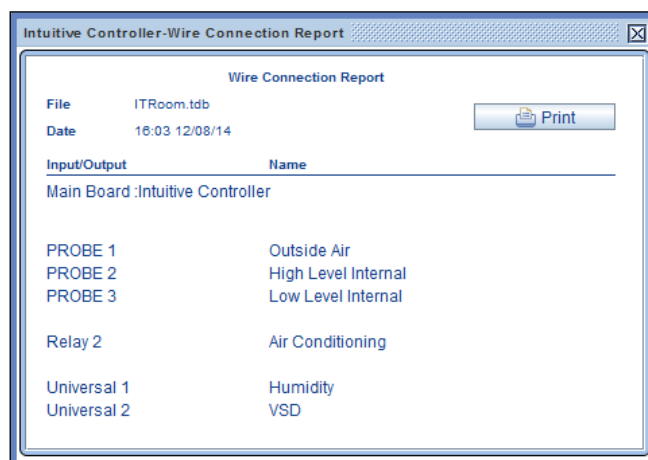 Intuitive Controller-Wire Connection Report
Wire Connection Report
File ITRoom.tdb
Print
Date 16:03 12/08/14
Input/Output Name
Main Board :Intuitive Controller
PROBE 1 Outside Air
PROBE 2 High Level Internal
PROBE 3 Low Level Internal
Relay 2 Air Conditioning
Universal 1 Humidity
Universal 2 VSD